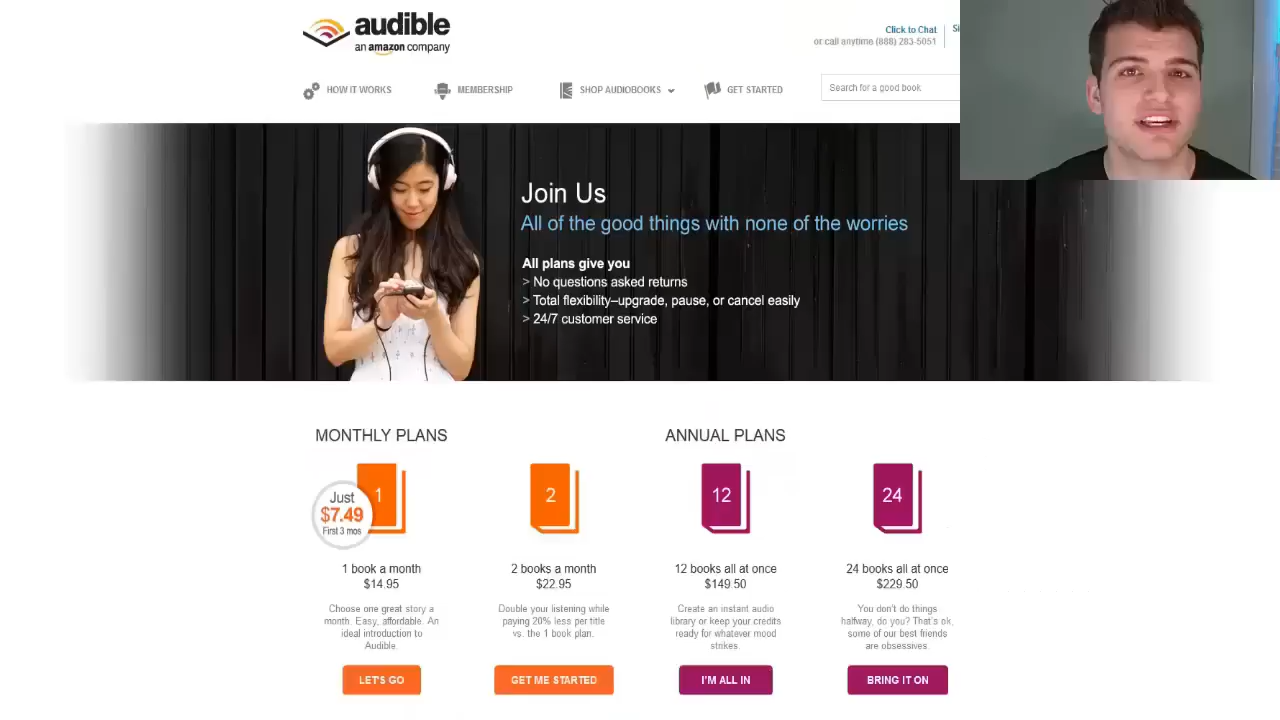 audible
an amazon company
Click to Chat
or call anytime (888) 283-5051
HOW IT WORKS
MEMBERSHIP
SHOP AUDIOBOOKS
GET STARTED
Search for a good book
Join Us
All of the good things with none of the worries
All plans give you
> No questions asked returns
> Total flexibility–upgrade, pause, or cancel easily
> 24/7 customer service
MONTHLY PLANS
ANNUAL PLANS
1
2
12
24
Just
$7.49
First 3 mos
1 book a month
$14.95
Choose one great story a
month. Easy, affordable. An
ideal introduction to
Audible.
LET'S GO
2 books a month
$22.95
Double your listening while
paying 20% less per title
vs. the 1 book plan.
GET ME STARTED
12 books all at once
$149.50
Create an instant audio
library or keep your credits
ready for whatever mood
strikes.
I'M ALL IN
24 books all at once
$229.50
You don't do things
halfway, do you? That's ok,
some of our best friends
are obsessives.
BRING IT ON